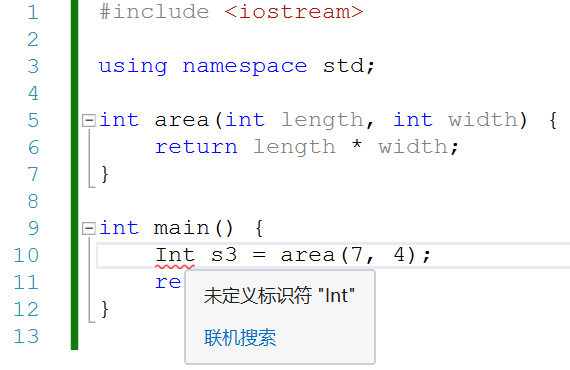 1 #include <iostream>
2
3 using namespace std;
4
5 int area(int length, int width) {
6 return length * width;
7 }
8
9 int main() {
10 Int s3 = area(7, 4);
11 re
未定义标识符 "Int"
12 }
联机搜索
13